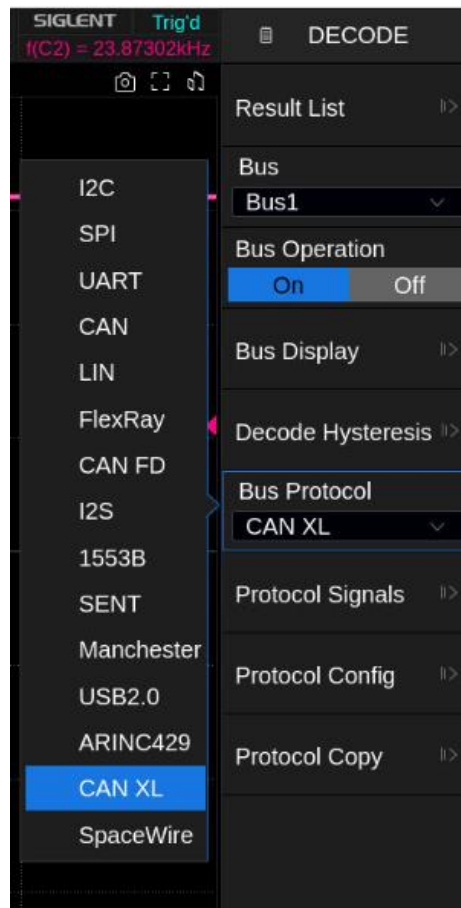 SIGLENT Trig'd
f(C2) = 23.87302kHz
DECODE
Result List
Bus
Bus1
Bus Operation
On Off
Bus Display
Decode Hysteresis
Bus Protocol
CAN XL
Protocol Signals
Protocol Config
Protocol Copy
I2C
SPI
UART
CAN
LIN
FlexRay
CAN FD
I2S
1553B
SENT
Manchester
USB2.0
ARINC429
CAN XL
SpaceWire